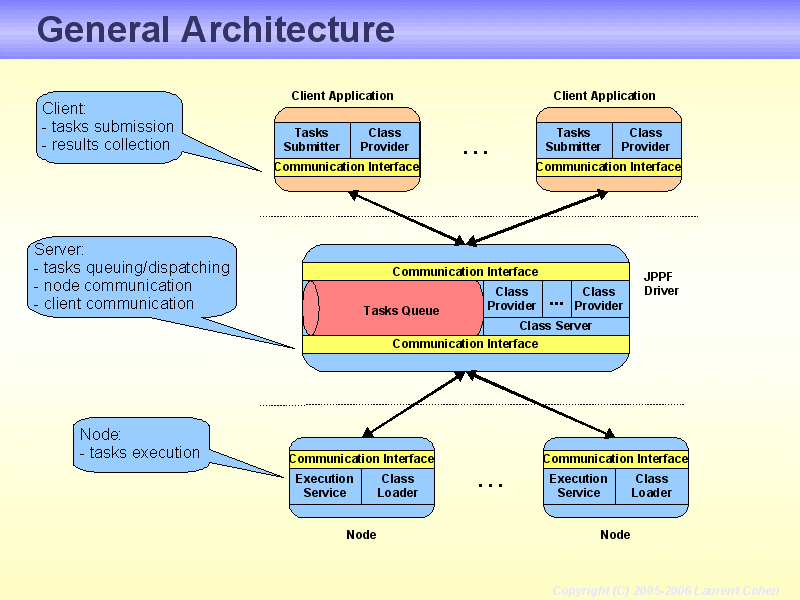 General Architecture
Client:
- tasks submission
- results collection
Client Application
Tasks
Submitter
Class
Provider
Communication Interface
...
Client Application
Tasks
Submitter
Class
Provider
Communication Interface
Server:
- tasks queuing/dispatching
- node communication
- client communication
Communication Interface
Tasks Queue
Class
Provider
...
Class
Provider
Class Server
Communication Interface
JPPF
Driver
Node:
- tasks execution
Communication Interface
Execution
Service
Class
Loader
Node
...
Communication Interface
Execution
Service
Class
Loader
Node
Copyright (C) 2005-2006 Laurent Cohen